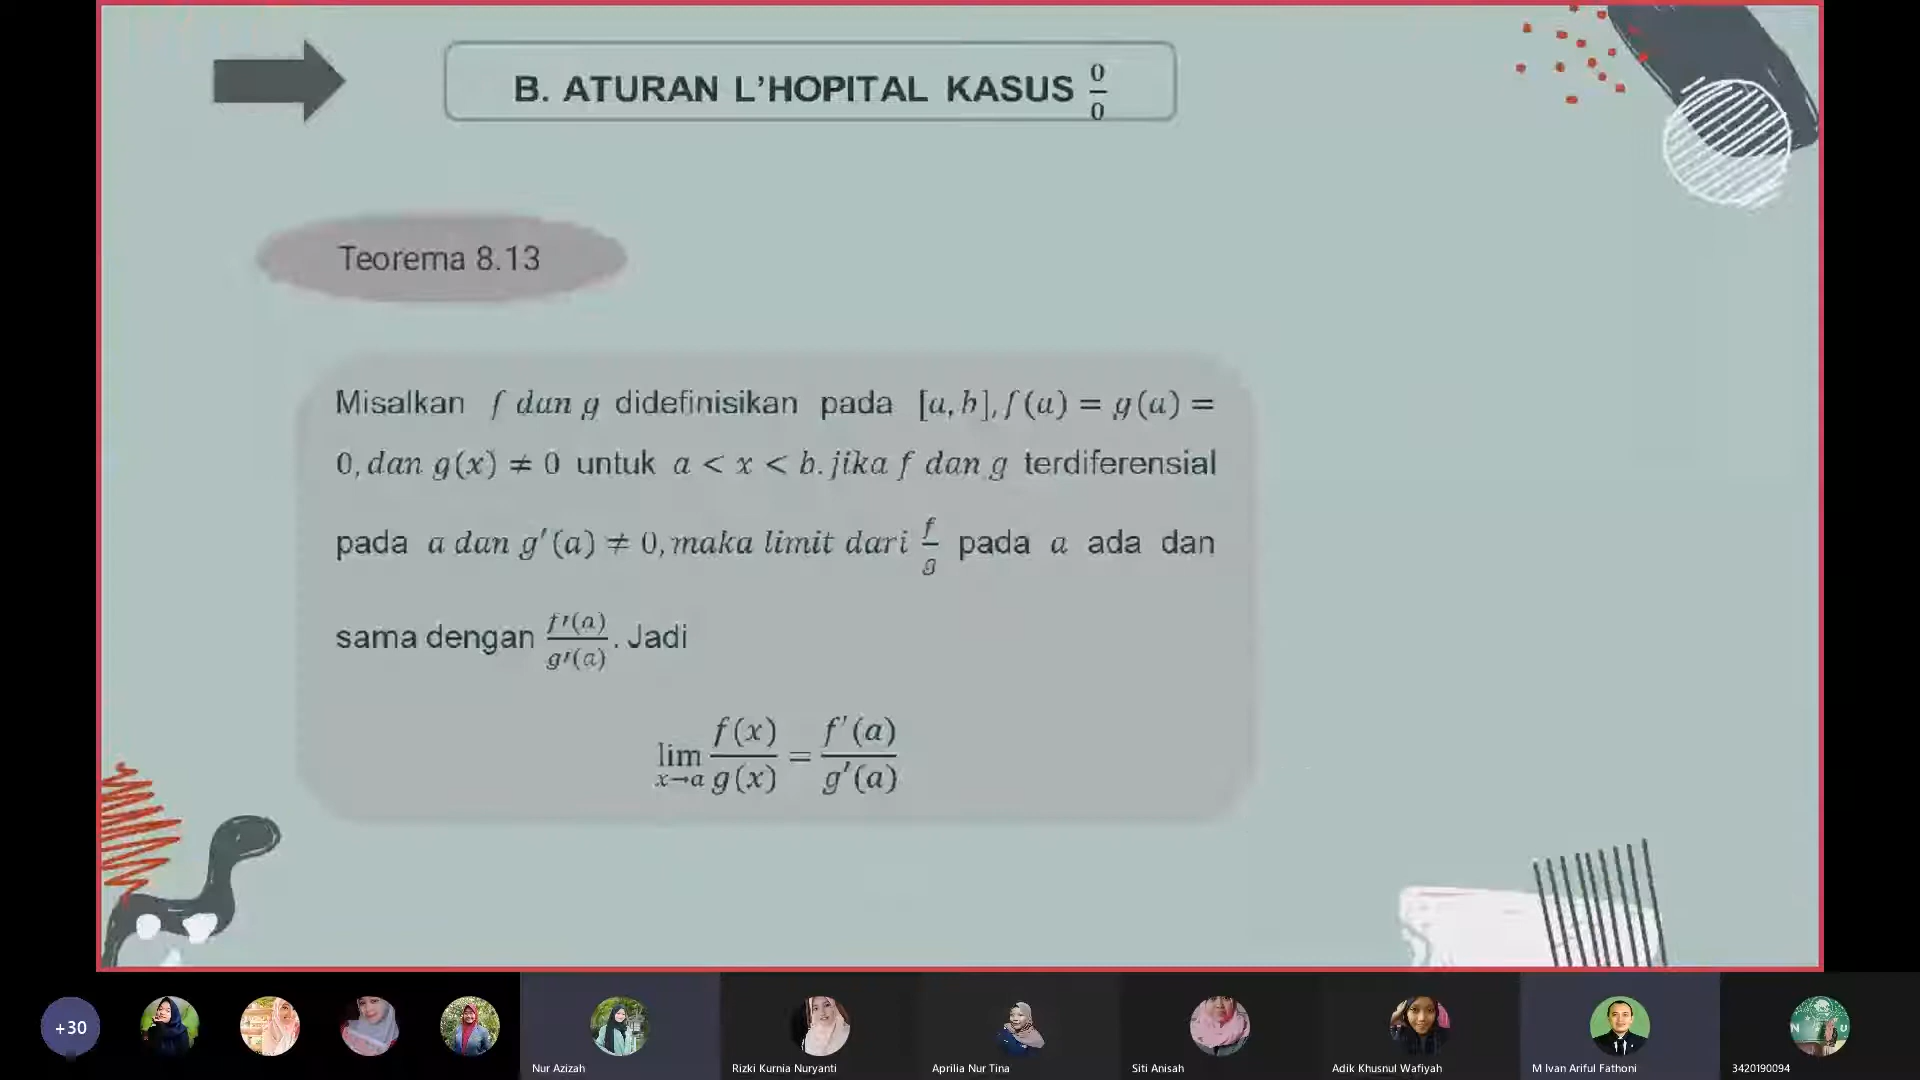 B. ATURAN L'HOPITAL KASUS 0/0
Teorema 8.13
Misalkan f dan g didefinisikan pada [a, b], f(a) = g(a) =
0, dan g(x) ≠ 0 untuk a < x < b. jika f dan g terdiferensial
pada a dan g'(a) ≠ 0, maka limit dari f/g pada a ada dan
sama dengan f'(a)/g'(a). Jadi
lim x→a f(x)/g(x) = f'(a)/g'(a)
+30
Nur Azizah
Rizki Kurnia Nuryanti
Aprilia Nur Tina
Siti Anisah
Adik Khusnul Wafiyah
M Ivan Ariful Fathoni
3420190094